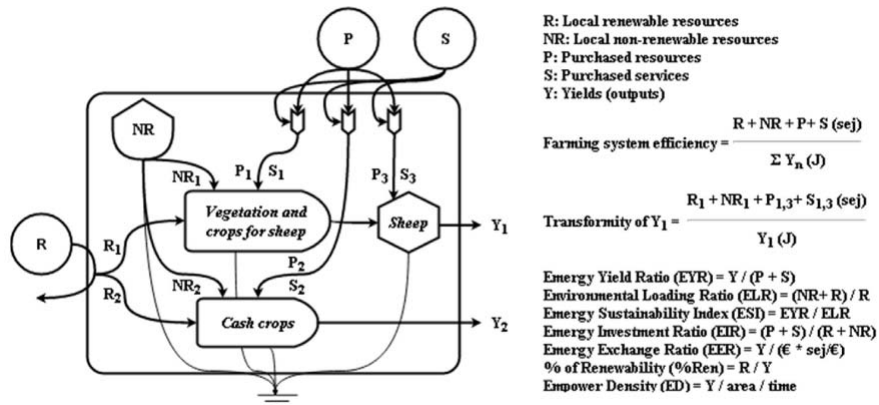 P
S
NR
NR1
P1
S1
P3
S3
Vegetation and
crops for sheep
Sheep
Y1
R
R1
R2
P2
S2
NR2
Cash crops
Y2
R: Local renewable resources
NR: Local non-renewable resources
P: Purchased resources
S: Purchased services
Y: Yields (outputs)
R + NR + P+ S (sej)
Farming system efficiency =
Σ Yn (J)
R1 + NR1 + P1,3+ S1,3 (sej)
Transformity of Y1 =
Y1 (J)
Emergy Yield Ratio (EYR) = Y / (P + S)
Environmental Loading Ratio (ELR) = (NR+ R) / R
Emergy Sustainability Index (ESI) = EYR / ELR
Emergy Investment Ratio (EIR) = (P + S) / (R + NR)
Emergy Exchange Ratio (EER) = Y / (€ * sej/€)
% of Renewability (%Ren) = R / Y
Empower Density (ED) = Y / area / time